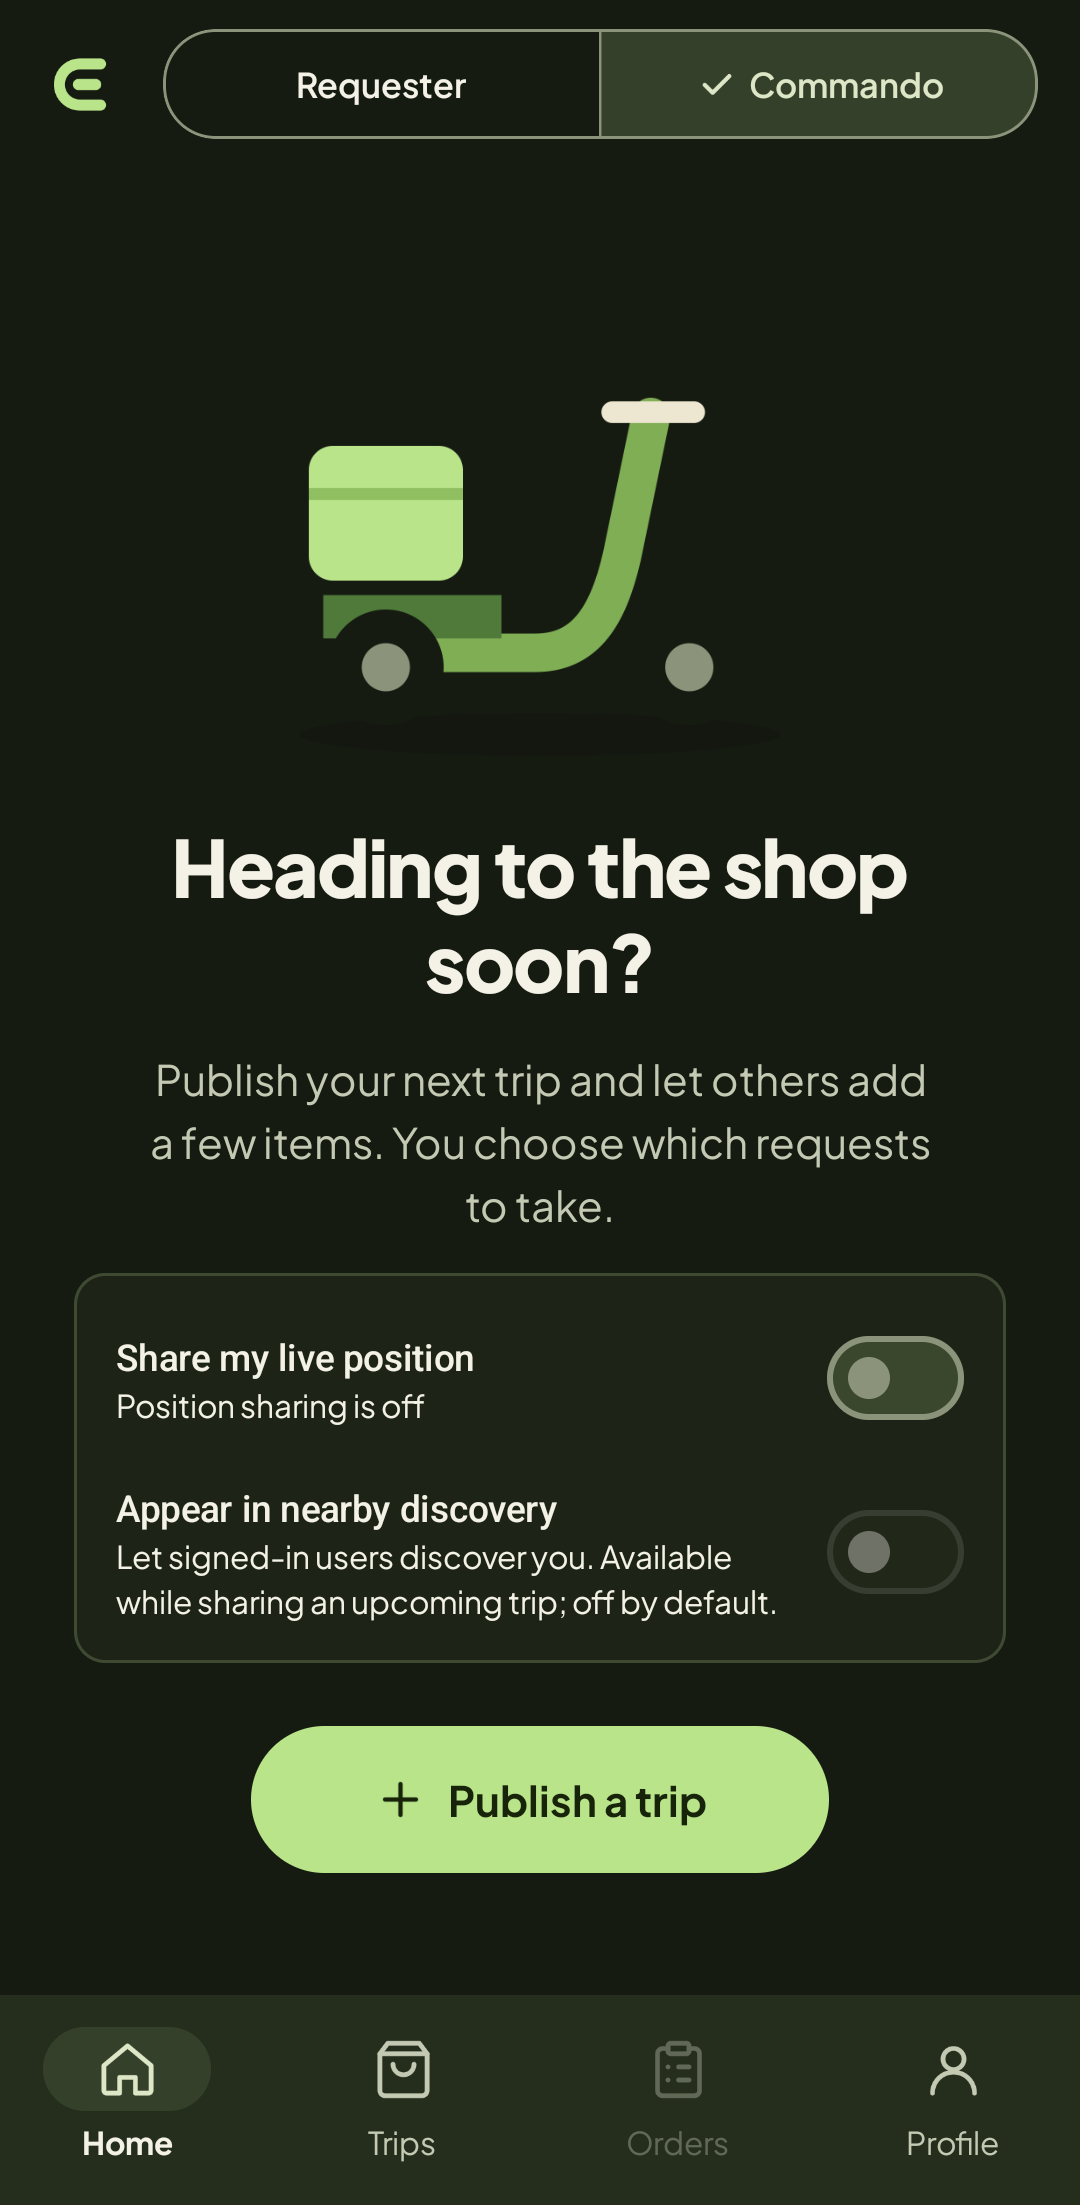 Requester
Commando
Heading to the shop
soon?
Publish your next trip and let others add
a few items. You choose which requests
to take.
Share my live position
Position sharing is off
Appear in nearby discovery
Let signed-in users discover you. Available
while sharing an upcoming trip; off by default.
Publish a trip
Home
Trips
Orders
Profile